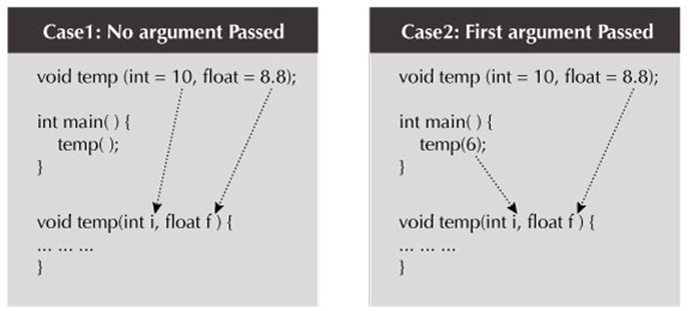 Case1: No argument Passed
void temp (int = 10, float = 8.8);
int main( ) {
temp( );
}
void temp(int i, float f ) {
... ... ...
}
Case2: First argument Passed
void temp (int = 10, float = 8.8);
int main( ) {
temp(6);
}
void temp(int i, float f ) {
... ... ...
}